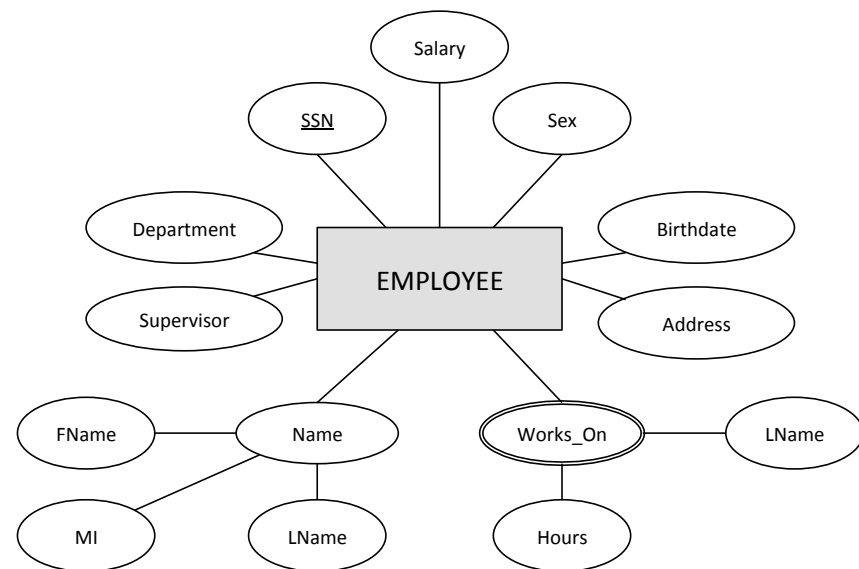 Salary
SSN
Sex
Department
Birthdate
EMPLOYEE
Supervisor
Address
FName
Name
Works_On
LName
MI
LName
Hours